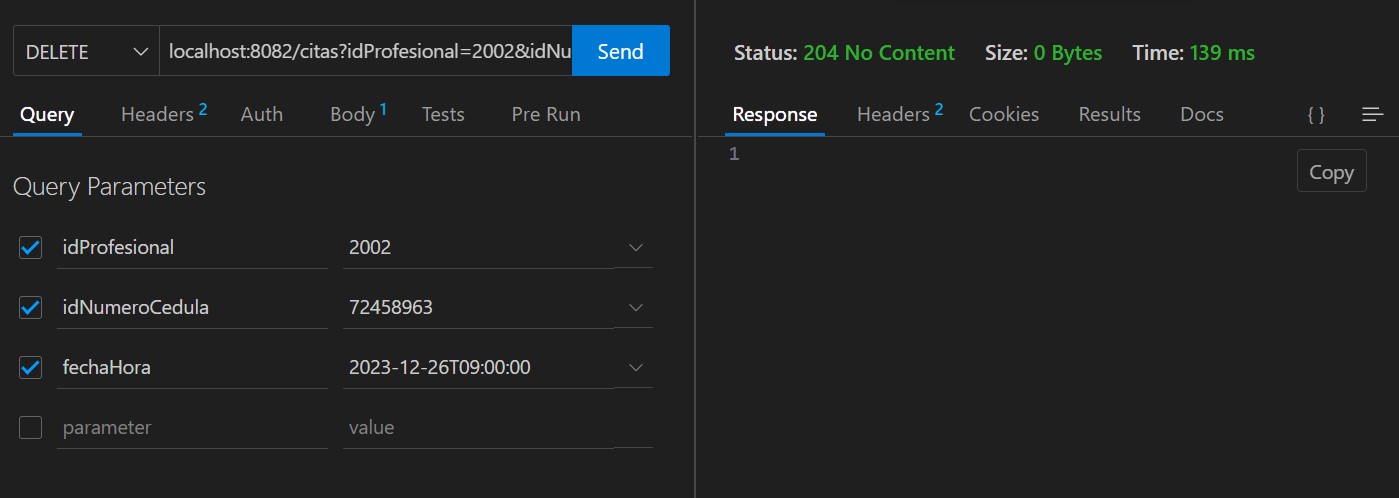 DELETE
localhost:8082/citas?idProfesional=2002&idNu
Send
Query
Headers 2
Auth
Body 1
Tests
Pre Run
Query Parameters
idProfesional 2002
idNumeroCedula 72458963
fechaHora 2023-12-26T09:00:00
parameter value
Status: 204 No Content Size: 0 Bytes Time: 139 ms
Response
Headers 2
Cookies
Results
Docs
{ }
1
Copy